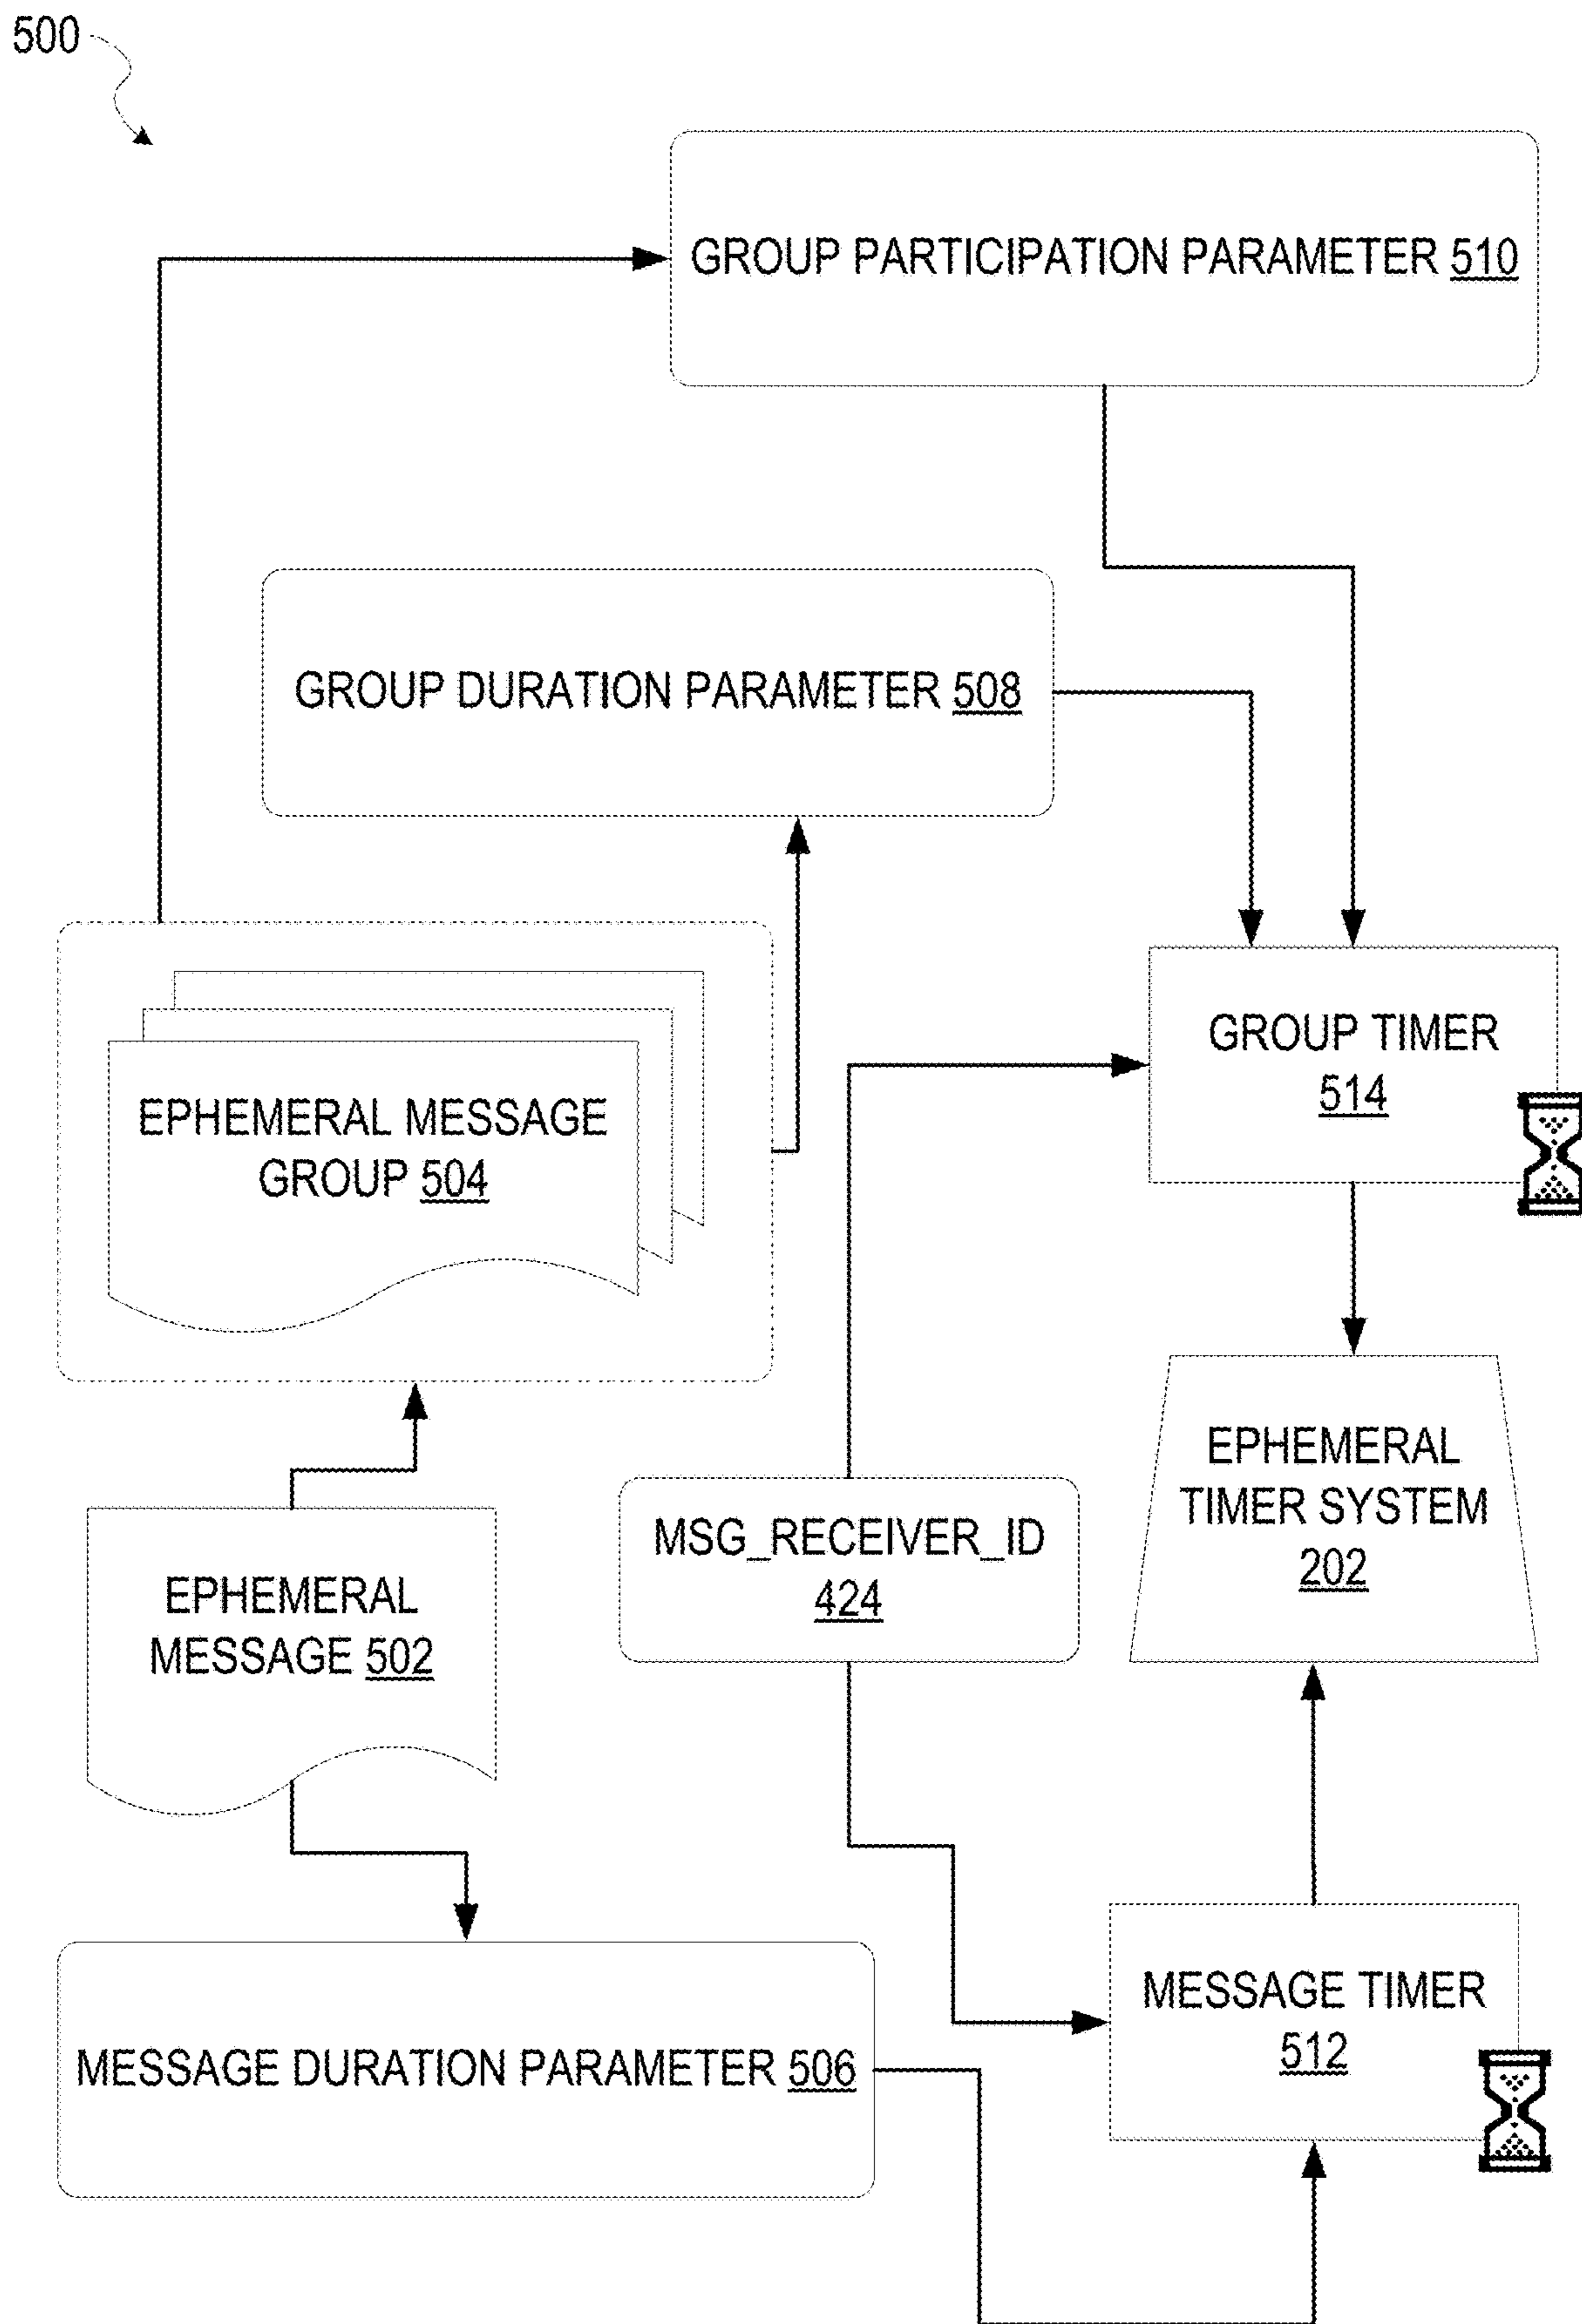 500
GROUP PARTICIPATION PARAMETER 510
GROUP DURATION PARAMETER 508
GROUP TIMER
514
EPHEMERAL MESSAGE
GROUP 504
EPHEMERAL
TIMER SYSTEM
202
MSG_RECEIVER_ID
424
EPHEMERAL
MESSAGE 502
MESSAGE TIMER
512
MESSAGE DURATION PARAMETER 506